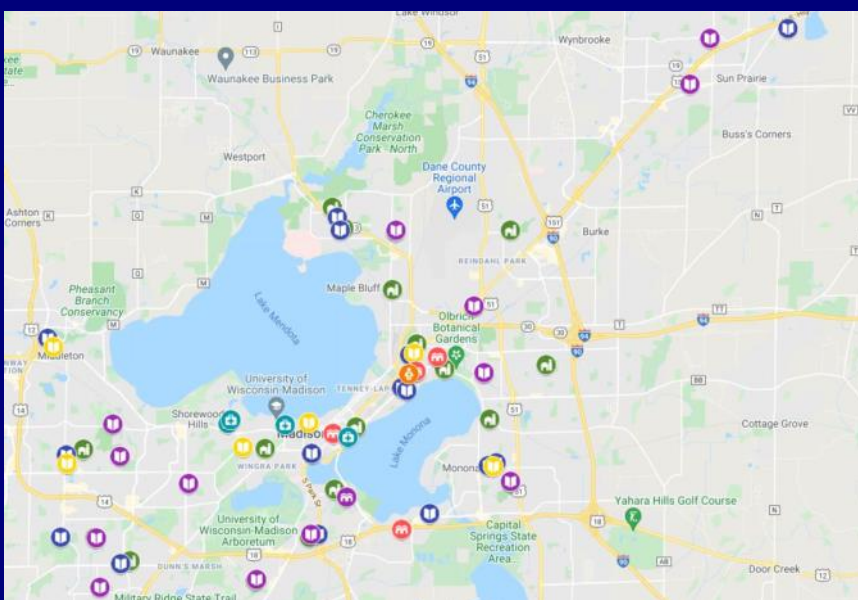 Lake Windsor
Waunakee
Wynbrooke
Waunakee Business Park
Sun Prairie
Cherokee
Marsh
Conservation
Park - North
Buss's Corners
Westport
Dane County
Regional
Airport
Ashton
Corners
Burke
REINDAHL PARK
Pheasant
Branch
Conservancy
Maple Bluff
Lake Mendota
Olbrich
Botanical
Gardens
Middleton
University of
Wisconsin-Madison
TENNEY-LAP
Shorewood
Hills
Madison
Cottage Grove
WINGRA PARK
Lake Monona
Monona
S Park St
Yahara Hills Golf Course
University of
Wisconsin-Madison
Arboretum
Capital
Springs State
Recreation
Area
DUNN'S MARSH
Door Creek
Military Ridge State Trail